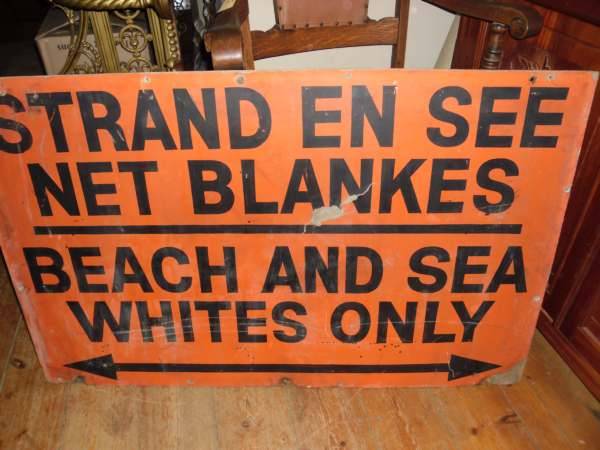 STRAND EN SEE
NET BLANKES
BEACH AND SEA
WHITES ONLY